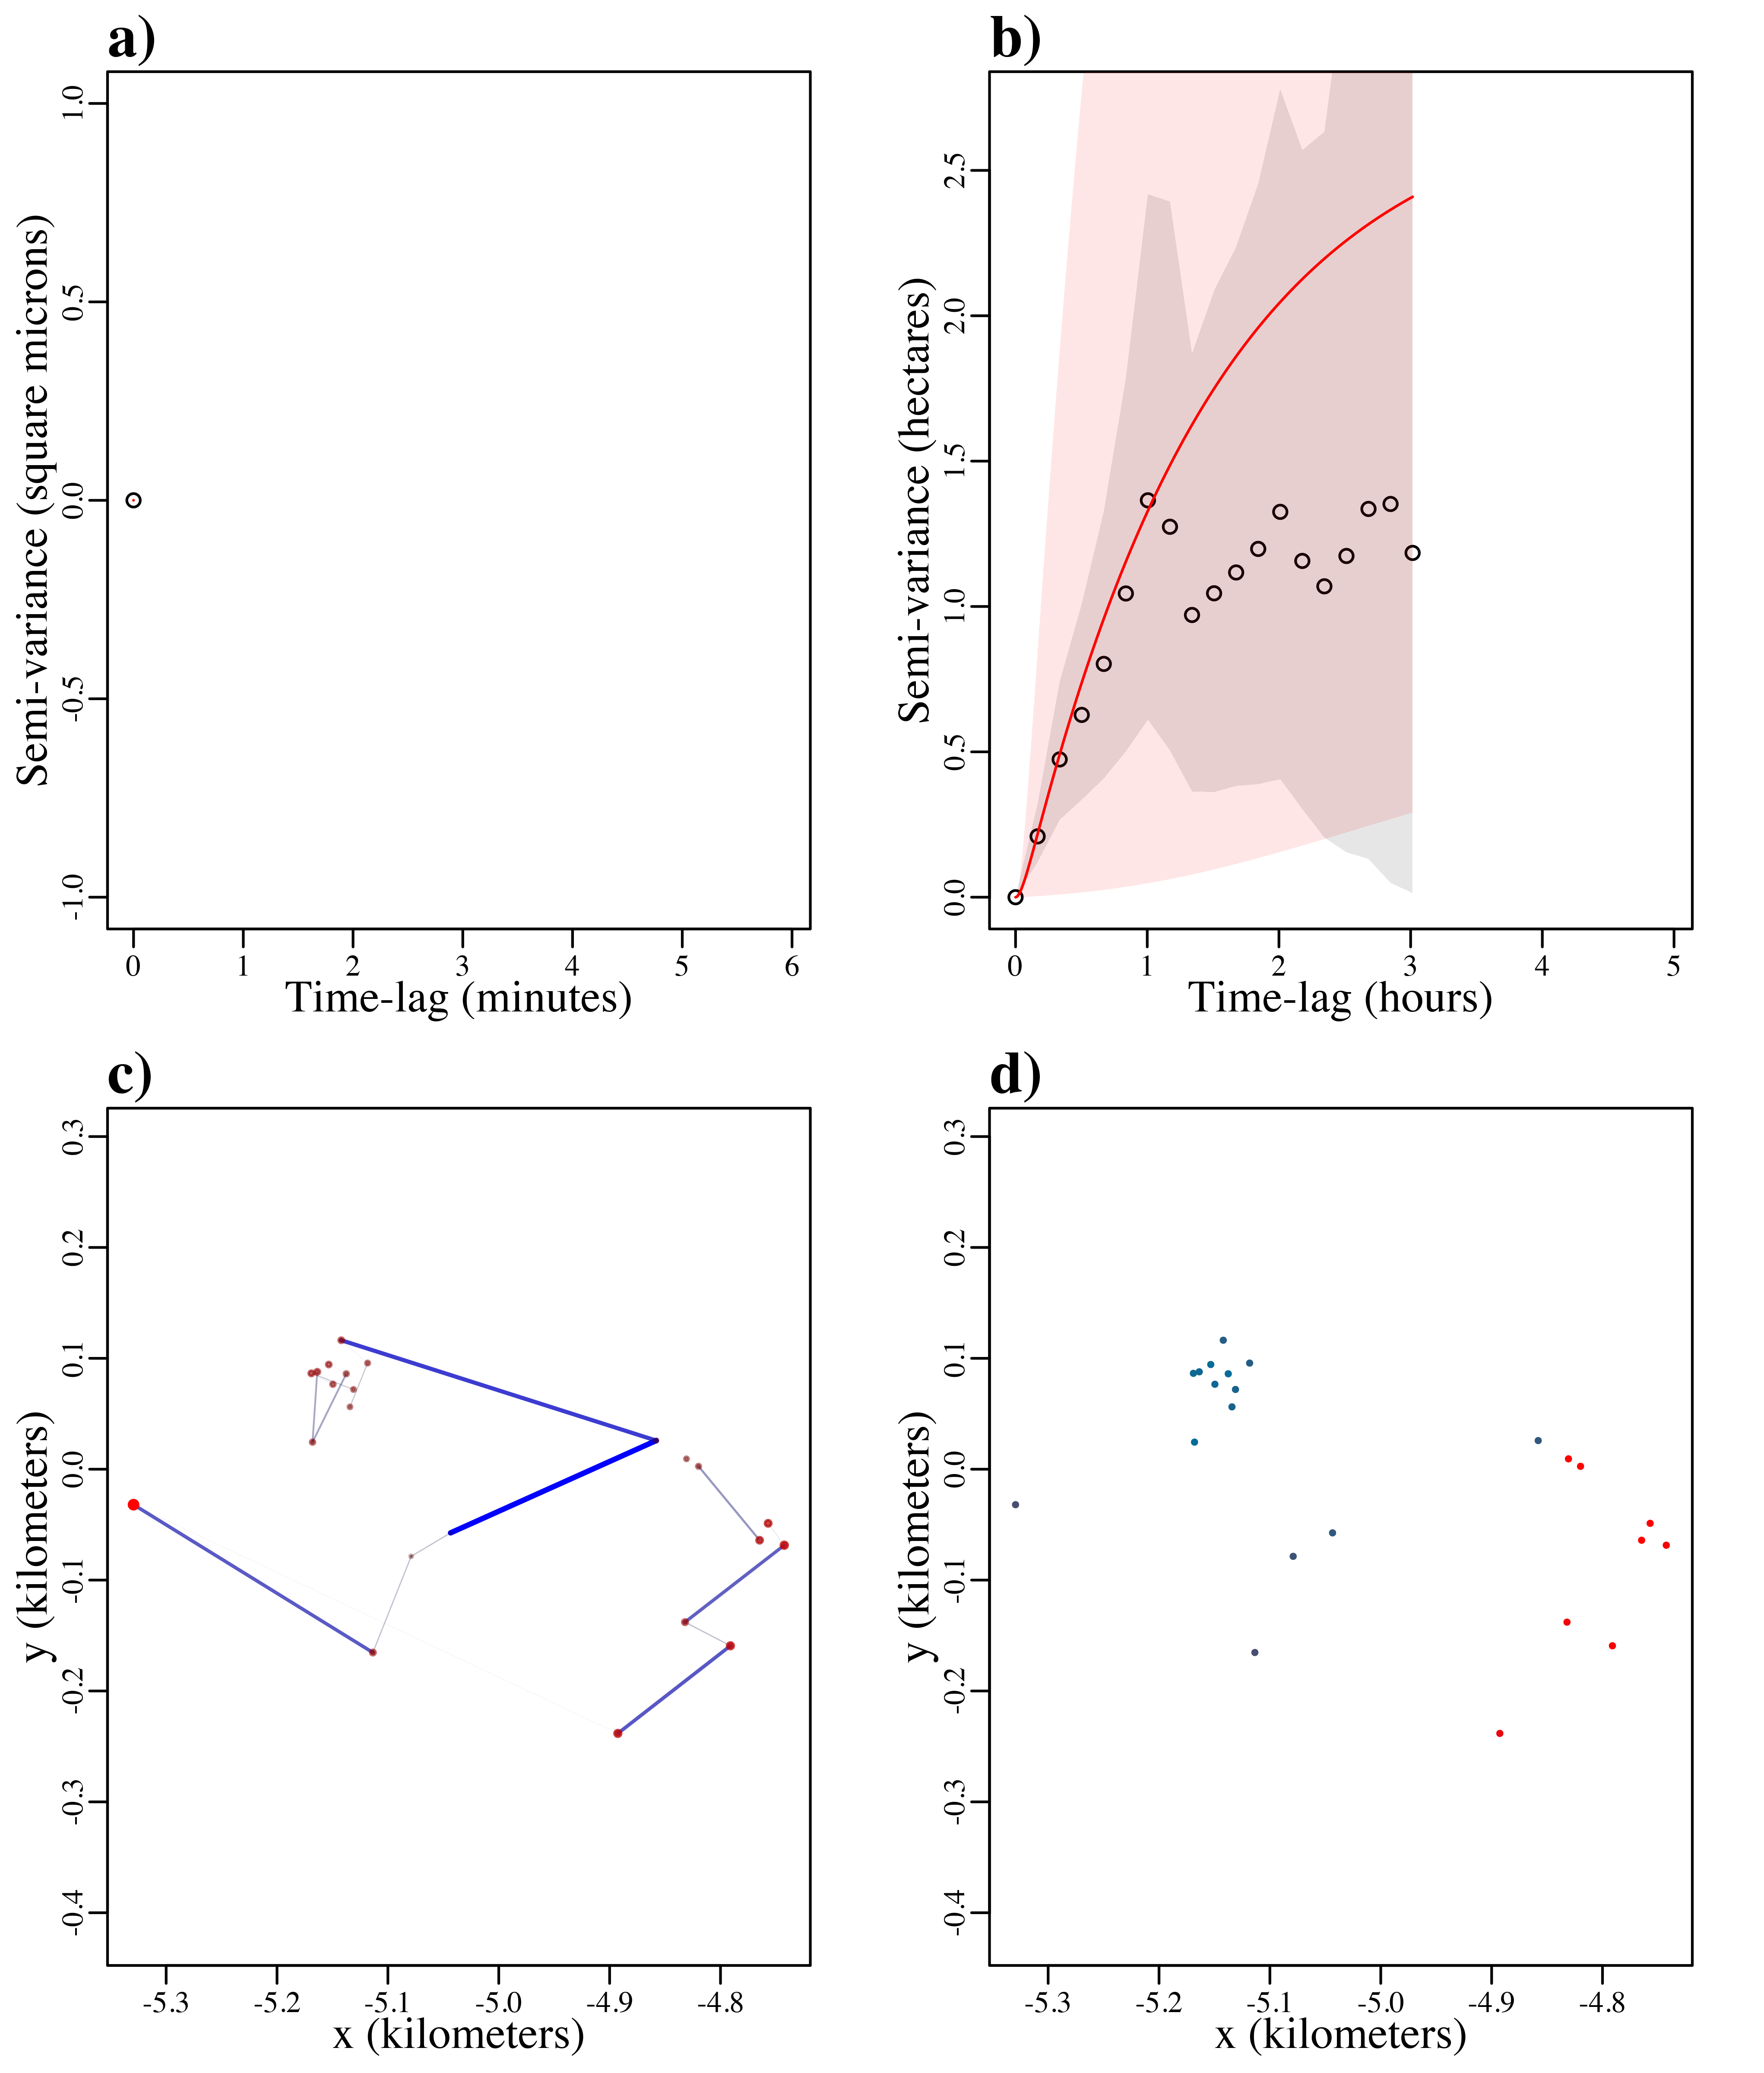 a)
Semi-variance (square microns)
1.0
0.5
0.0
-0.5
-1.0
0 1 2 3 4 5 6
Time-lag (minutes)
b)
Semi-variance (hectares)
2.5
2.0
1.5
1.0
0.5
0.0
0 1 2 3 4 5
Time-lag (hours)
c)
y (kilometers)
0.3
0.2
0.1
0.0
-0.1
-0.2
-0.3
-0.4
-5.3 -5.2 -5.1 -5.0 -4.9 -4.8
x (kilometers)
d)
y (kilometers)
0.3
0.2
0.1
0.0
-0.1
-0.2
-0.3
-0.4
-5.3 -5.2 -5.1 -5.0 -4.9 -4.8
x (kilometers)